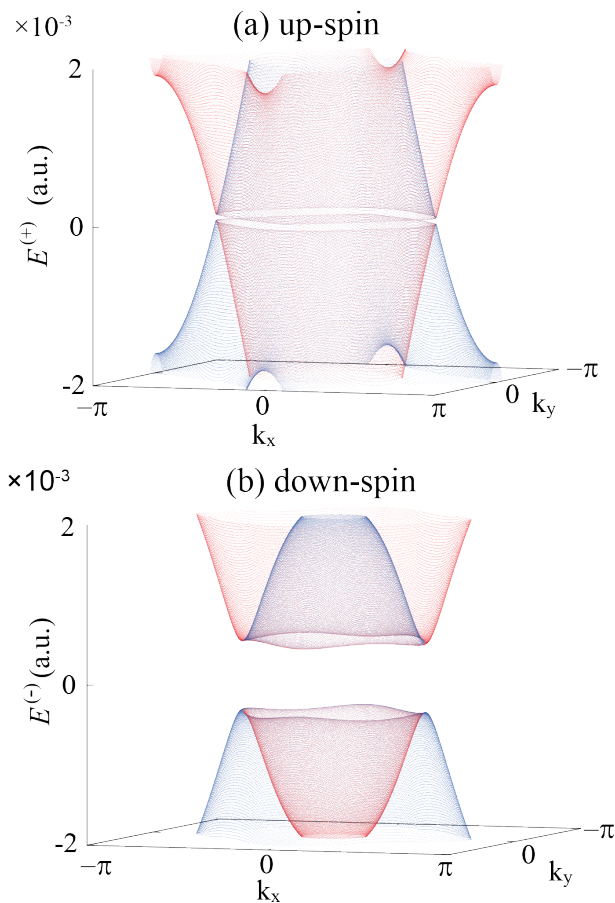 ×10⁻³
(a) up-spin
2
E⁽⁺⁾ (a.u.)
0
-2
−π
0
π
kₓ
0
−π
k_y
(b) down-spin
×10⁻³
2
E⁽⁻⁾ (a.u.)
0
-2
−π
0
π
kₓ
0
−π
k_y